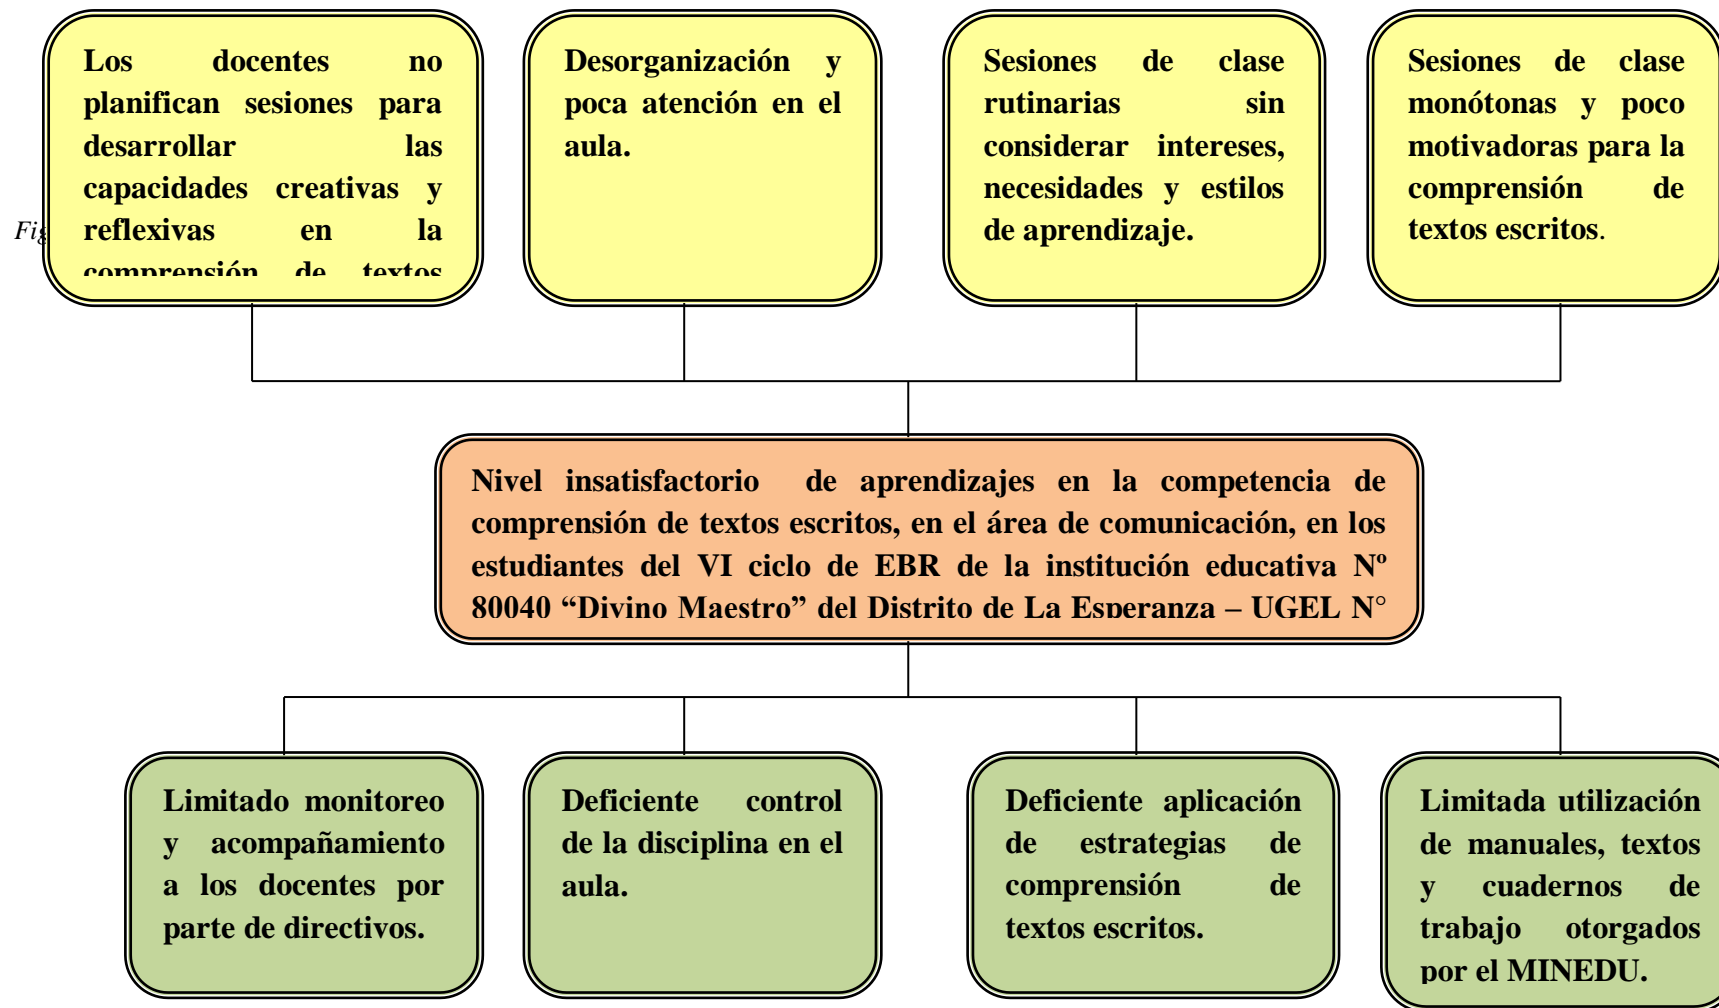 Los docentes no
planifican sesiones para
desarrollar las
capacidades creativas y
reflexivas en la
comprensión de textos
Desorganización y
poca atención en el
aula.
Sesiones de clase
rutinarias sin
considerar intereses,
necesidades y estilos
de aprendizaje.
Sesiones de clase
monótonas y poco
motivadoras para la
comprensión de
textos escritos.
Fig
Nivel insatisfactorio de aprendizajes en la competencia de
comprensión de textos escritos, en el área de comunicación, en los
estudiantes del VI ciclo de EBR de la institución educativa Nº
80040 “Divino Maestro” del Distrito de La Esperanza – UGEL N°
Limitado monitoreo
y acompañamiento
a los docentes por
parte de directivos.
Deficiente control
de la disciplina en el
aula.
Deficiente aplicación
de estrategias de
comprensión de
textos escritos.
Limitada utilización
de manuales, textos
y cuadernos de
trabajo otorgados
por el MINEDU.